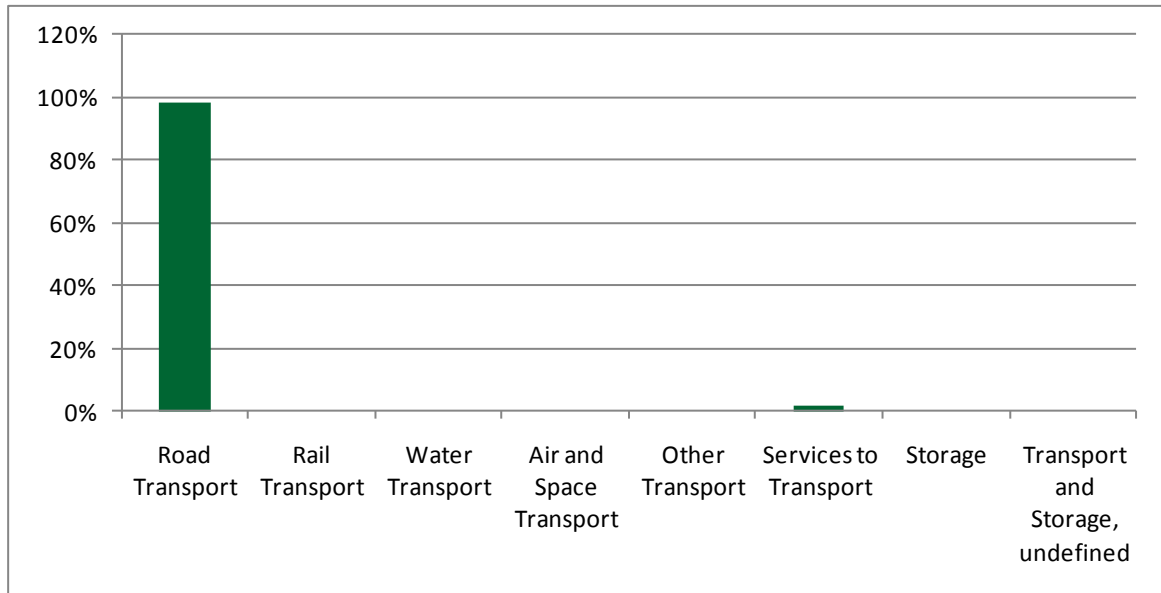 120%
100%
80%
60%
40%
20%
0%
Road
Transport
Rail
Transport
Water
Transport
Air and
Space
Transport
Other
Transport
Services to
Transport
Storage
Transport
and
Storage,
undefined